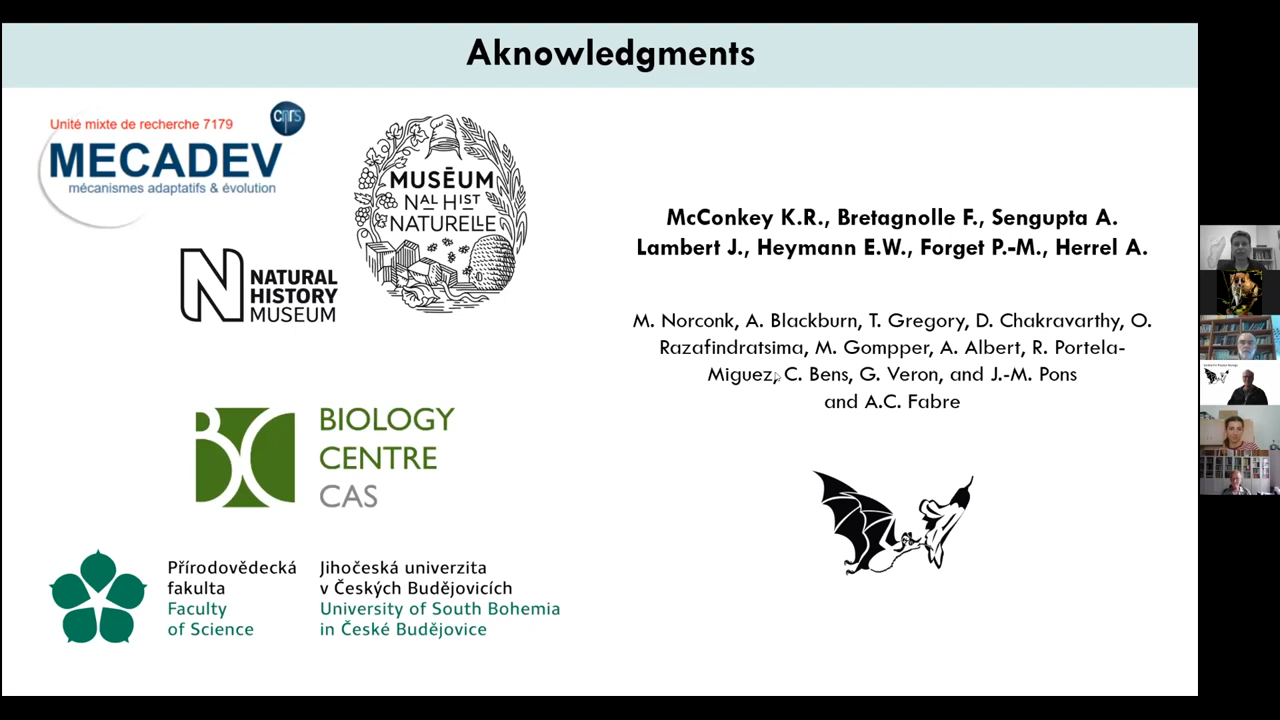 Aknowledgments
Unité mixte de recherche 7179
cnrs
MECADEV
mécanismes adaptatifs & évolution
MUSĒUM
NAL HIST
NATURELLE
NATURAL
HISTORY
MUSEUM
BC
BIOLOGY
CENTRE
CAS
Přírodovědecká
fakulta
Faculty
of Science
Jihočeská univerzita
v Českých Budějovicích
University of South Bohemia
in České Budějovice
McConkey K.R., Bretagnolle F., Sengupta A.
Lambert J., Heymann E.W., Forget P.-M., Herrel A.
M. Norconk, A. Blackburn, T. Gregory, D. Chakravarthy, O.
Razafindratsima, M. Gompper, A. Albert, R. Portela-
Miguez, C. Bens, G. Veron, and J.-M. Pons
and A.C. Fabre